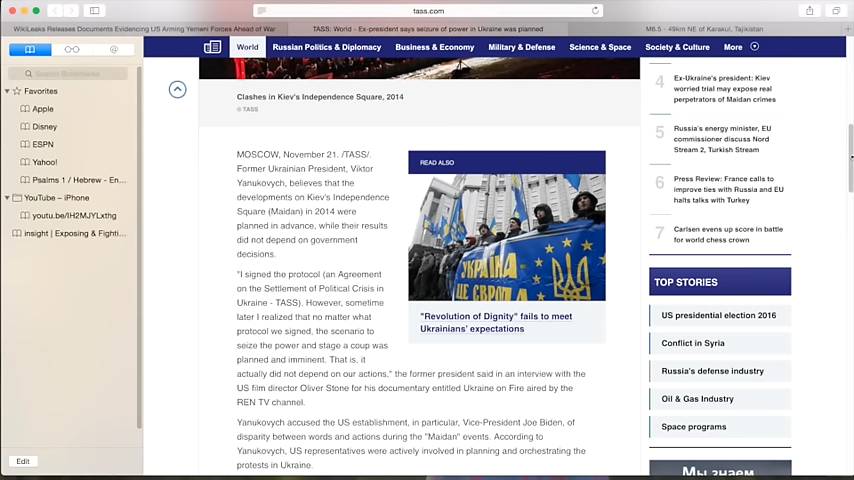 tass.com
WikiLeaks Releases Documents Evidencing US Arming Yemeni Forces Ahead of War
TASS: World - Ex-president says seizure of power in Ukraine was planned
M6.5 - 49km NE of Karakul, Tajikistan
Search Bookmarks
Favorites
Apple
Disney
ESPN
Yahoo!
Psalms 1 / Hebrew - En...
YouTube – iPhone
youtu.be/IH2MJYLxthg
insight | Exposing & Fighti...
Edit
World
Russian Politics & Diplomacy
Business & Economy
Military & Defense
Science & Space
Society & Culture
More
Clashes in Kiev's Independence Square, 2014
© TASS
MOSCOW, November 21. /TASS/.
Former Ukrainian President, Viktor
Yanukovych, believes that the
developments on Kiev's Independence
Square (Maidan) in 2014 were
planned in advance, while their results
did not depend on government
decisions.
"I signed the protocol (an Agreement
on the Settlement of Political Crisis in
Ukraine - TASS). However, sometime
later I realized that no matter what
protocol we signed, the scenario to
seize the power and stage a coup was
planned and imminent. That is, it
actually did not depend on our actions," the former president said in an interview with the
US film director Oliver Stone for his documentary entitled Ukraine on Fire aired by the
REN TV channel.
Yanukovych accused the US establishment, in particular, Vice-President Joe Biden, of
disparity between words and actions during the "Maidan" events. According to
Yanukovych, US representatives were actively involved in planning and orchestrating the
protests in Ukraine.
READ ALSO
УКРАЇНА
ЦЕ ЄВРОПА
"Revolution of Dignity" fails to meet
Ukrainians' expectations
4
Ex-Ukraine's president: Kiev
worried trial may expose real
perpetrators of Maidan crimes
5
Russia's energy minister, EU
commissioner discuss Nord
Stream 2, Turkish Stream
6
Press Review: France calls to
improve ties with Russia and EU
halts talks with Turkey
7
Carlsen evens up score in battle
for world chess crown
TOP STORIES
US presidential election 2016
Conflict in Syria
Russia's defense industry
Oil & Gas Industry
Space programs
Мы знаем